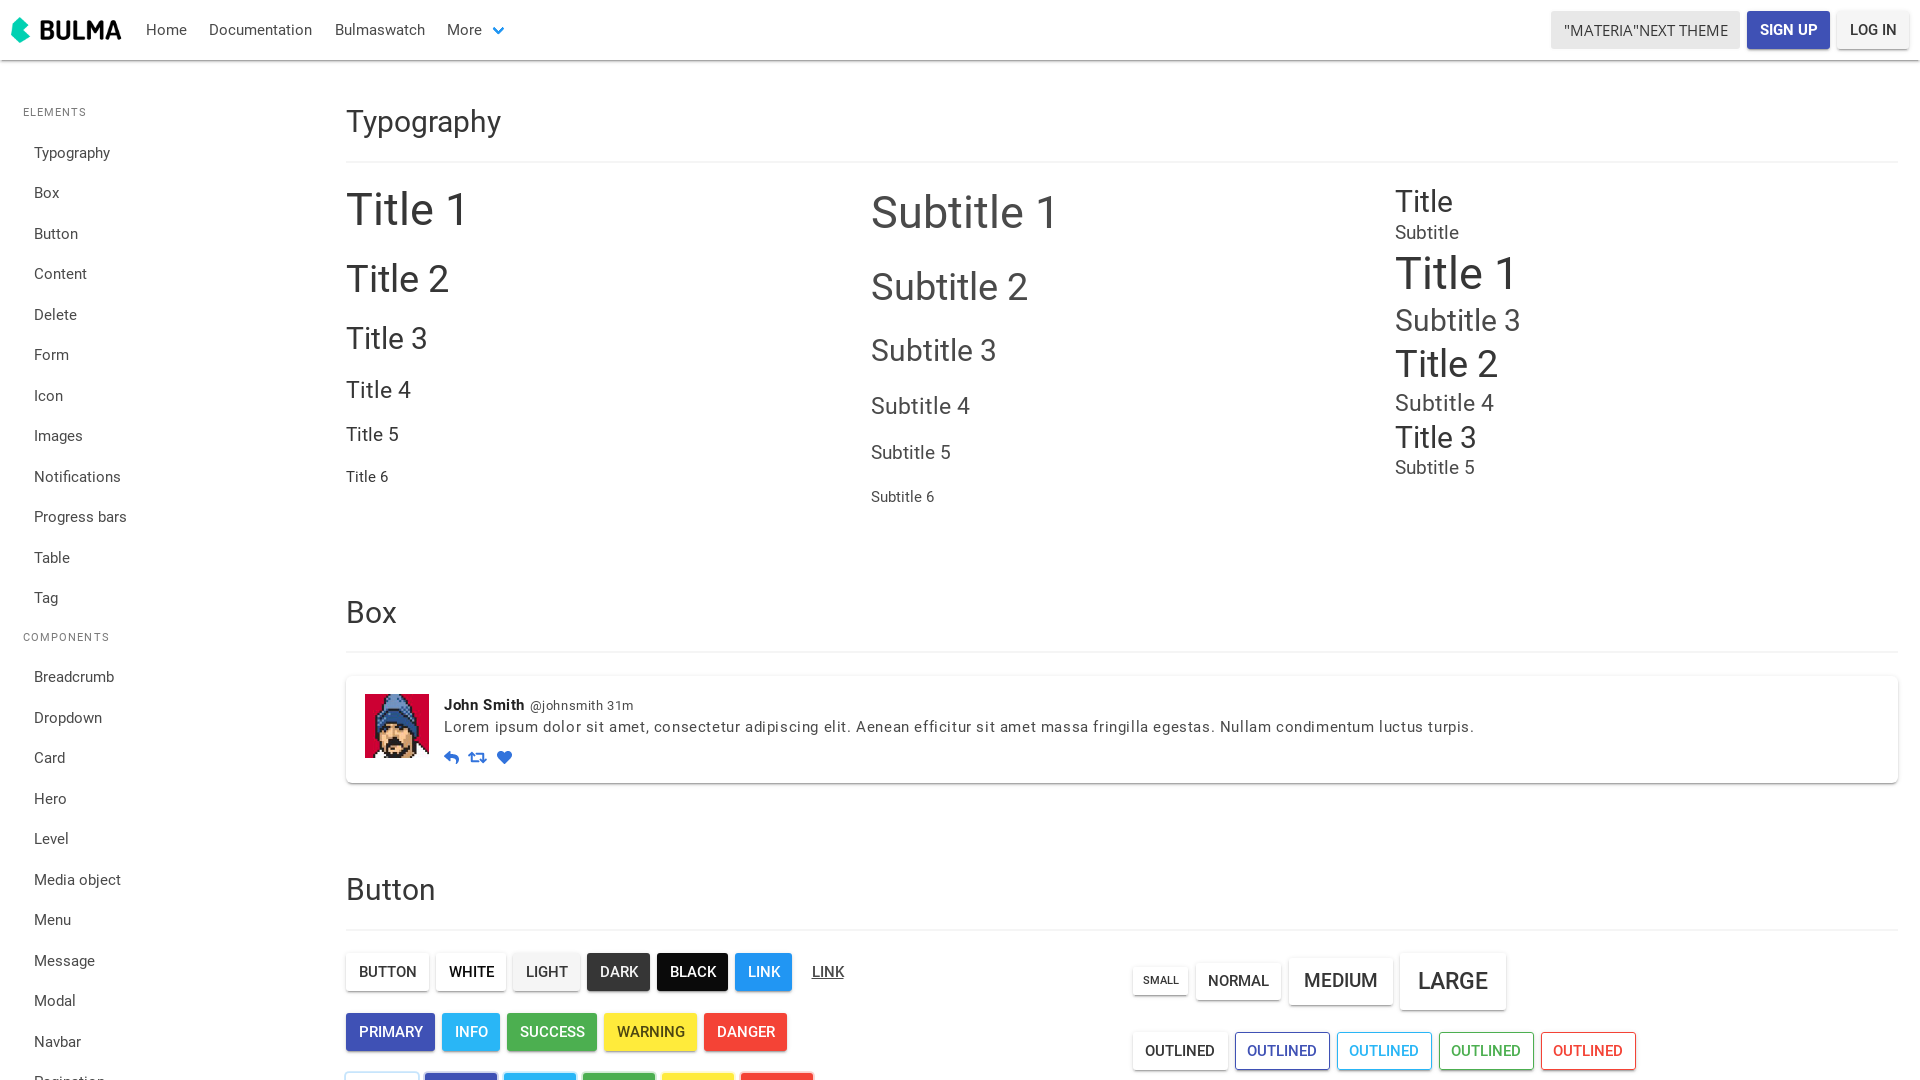 BULMA Home Documentation Bulmaswatch More "MATERIA"NEXT THEME SIGN UP LOG IN
ELEMENTS
Typography
Box
Button
Content
Delete
Form
Icon
Images
Notifications
Progress bars
Table
Tag
COMPONENTS
Breadcrumb
Dropdown
Card
Hero
Level
Media object
Menu
Message
Modal
Navbar
Typography
Title 1
Title 2
Title 3
Title 4
Title 5
Title 6
Subtitle 1
Subtitle 2
Subtitle 3
Subtitle 4
Subtitle 5
Subtitle 6
Title
Subtitle
Title 1
Subtitle 3
Title 2
Subtitle 4
Title 3
Subtitle 5
Box
John Smith @johnsmith 31m
Lorem ipsum dolor sit amet, consectetur adipiscing elit. Aenean efficitur sit amet massa fringilla egestas. Nullam condimentum luctus turpis.
Button
BUTTON WHITE LIGHT DARK BLACK LINK LINK
PRIMARY INFO SUCCESS WARNING DANGER
SMALL NORMAL MEDIUM LARGE
OUTLINED OUTLINED OUTLINED OUTLINED OUTLINED